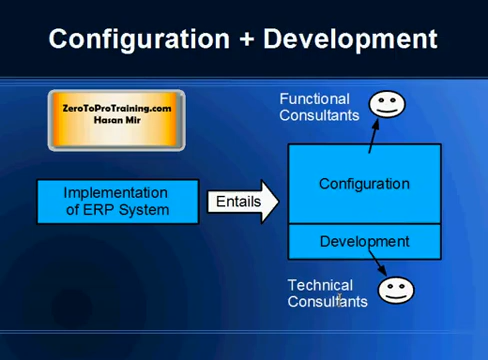 Configuration + Development
ZeroToProTraining.com
Hasan Mir
Functional
Consultants
Implementation
of ERP System
Entails
Configuration
Development
Technical
Consultants